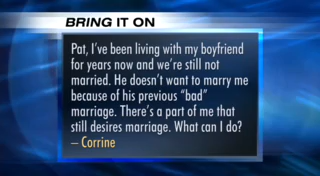 BRING IT ON
Pat, I've been living with my boyfriend
for years now and we're still not
married. He doesn't want to marry me
because of his previous "bad"
marriage. There's a part of me that
still desires marriage. What can I do?
– Corrine